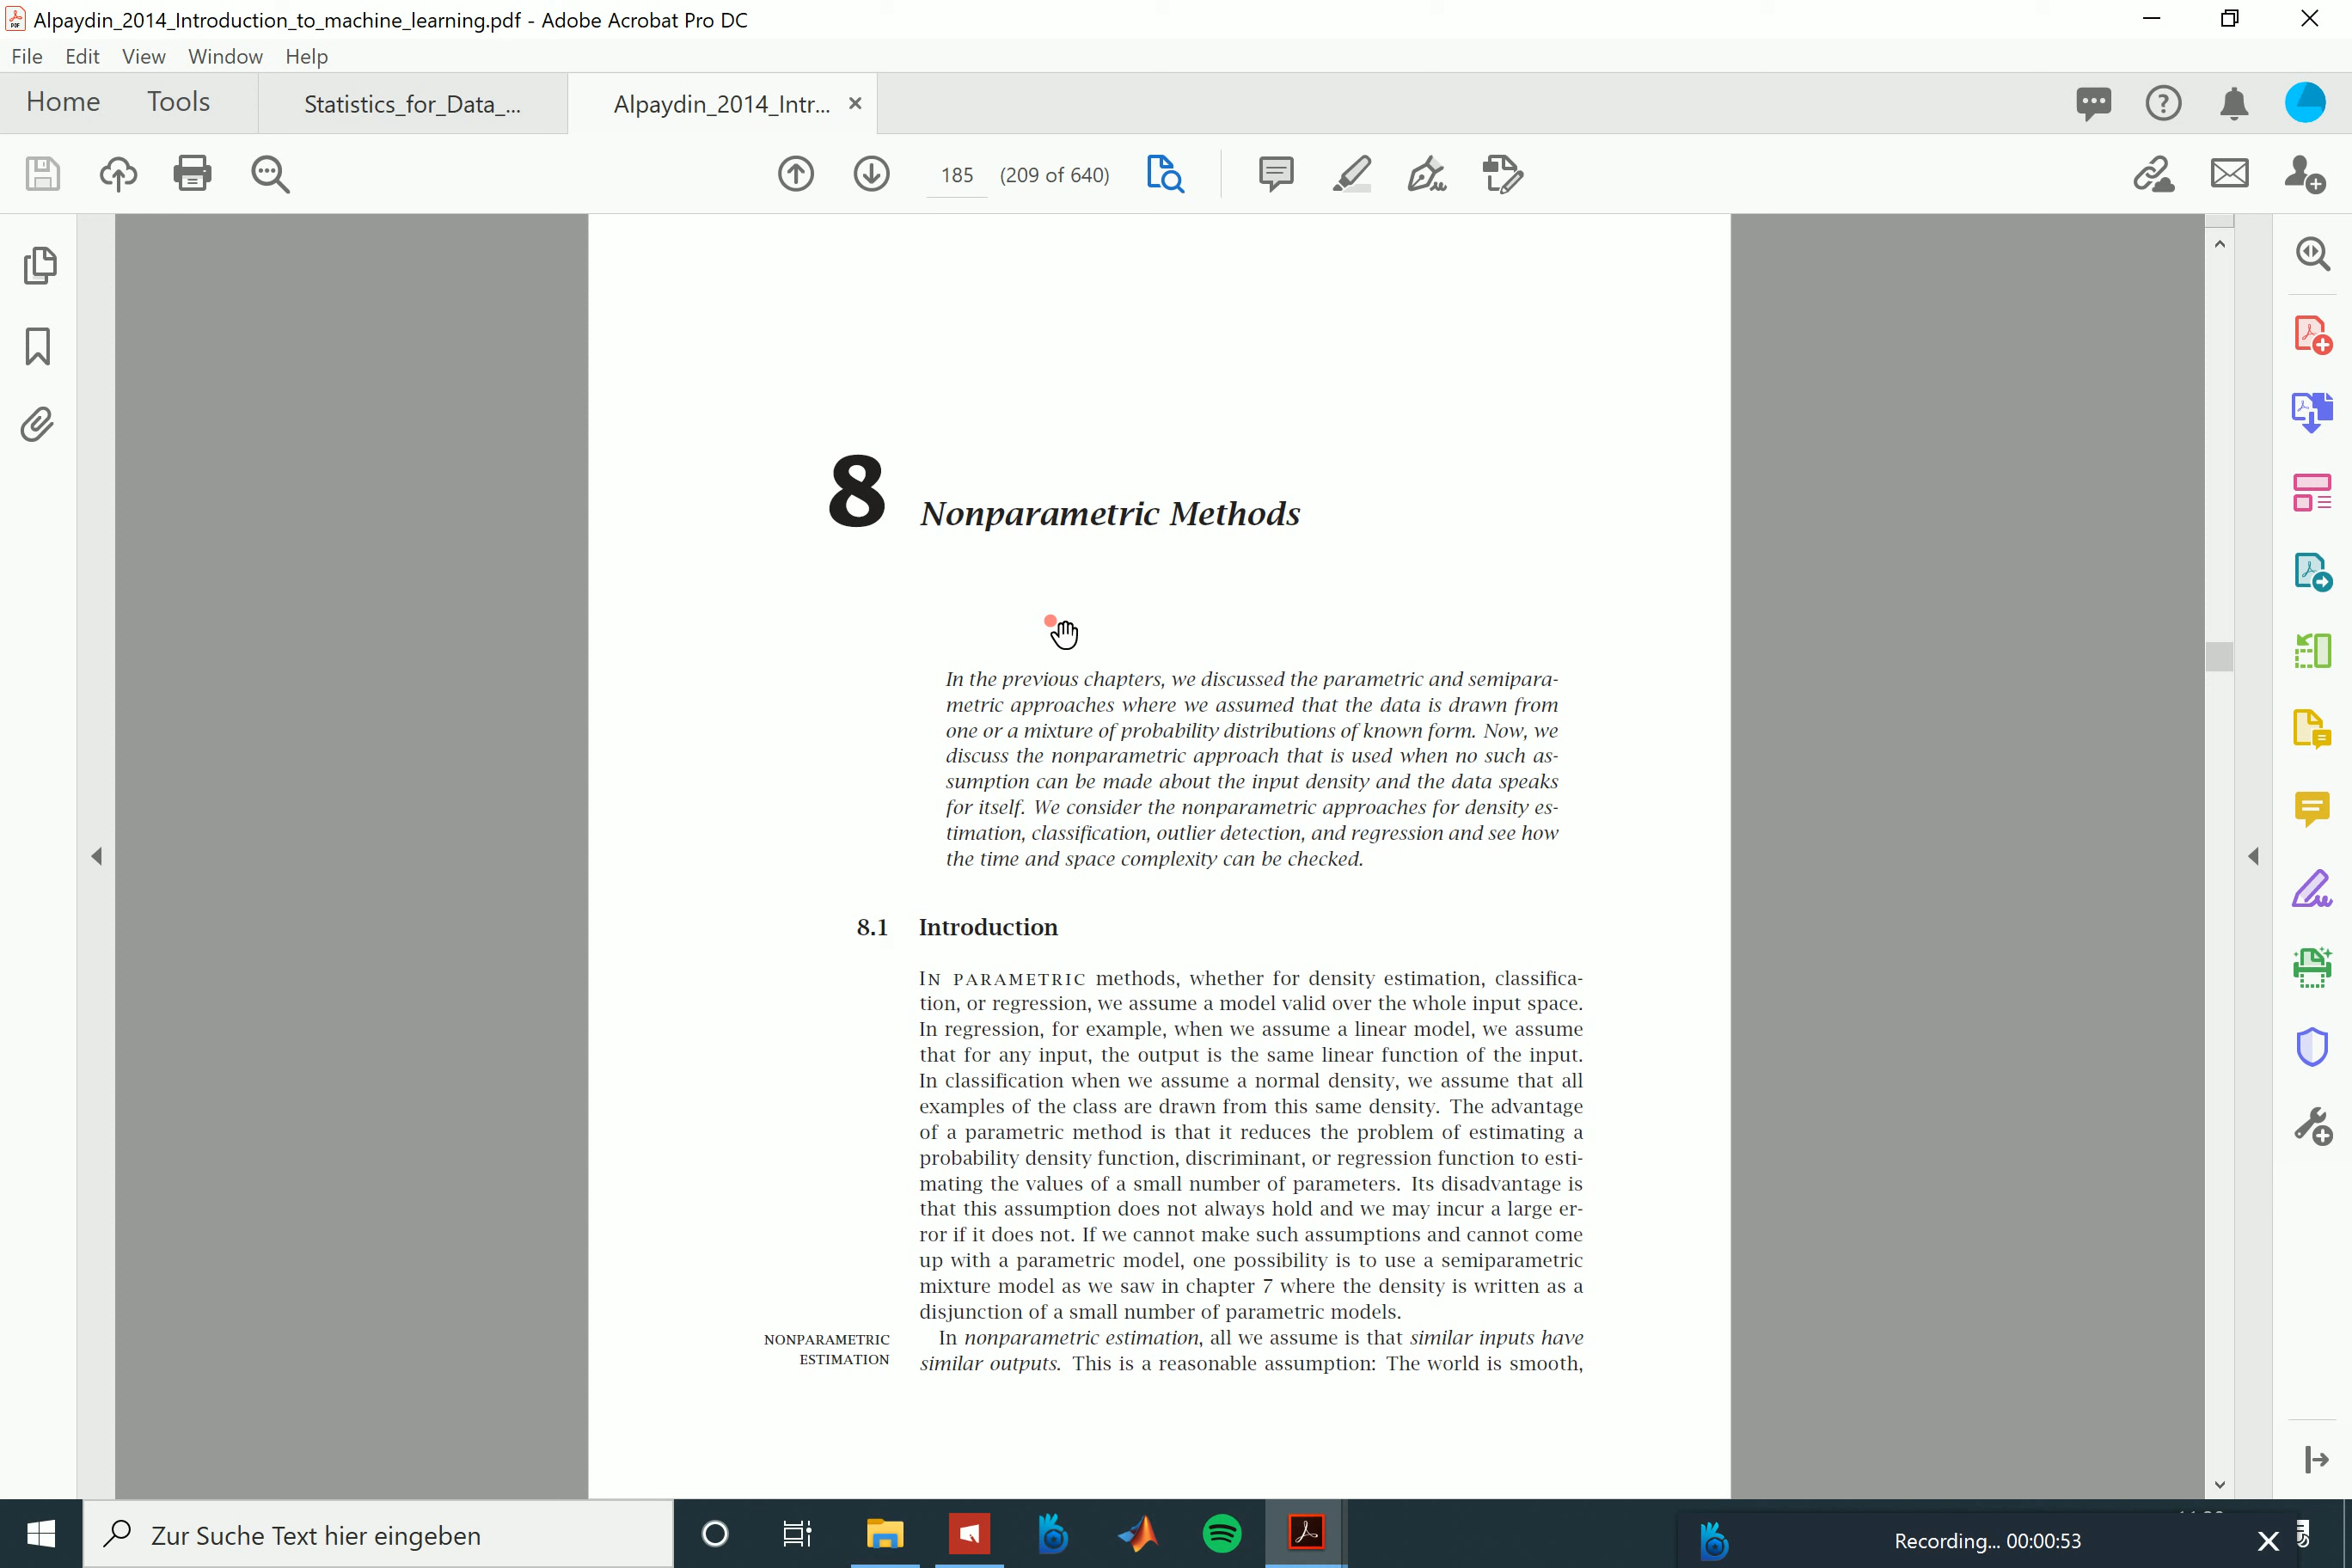 Alpaydin_2014_Introduction_to_machine_learning.pdf - Adobe Acrobat Pro DC
File Edit View Window Help
Home Tools Statistics_for_Data_... Alpaydin_2014_Intr... ×
185 (209 of 640)
8 Nonparametric Methods
In the previous chapters, we discussed the parametric and semipara-
metric approaches where we assumed that the data is drawn from
one or a mixture of probability distributions of known form. Now, we
discuss the nonparametric approach that is used when no such as-
sumption can be made about the input density and the data speaks
for itself. We consider the nonparametric approaches for density es-
timation, classification, outlier detection, and regression and see how
the time and space complexity can be checked.
8.1 Introduction
IN PARAMETRIC methods, whether for density estimation, classifica-
tion, or regression, we assume a model valid over the whole input space.
In regression, for example, when we assume a linear model, we assume
that for any input, the output is the same linear function of the input.
In classification when we assume a normal density, we assume that all
examples of the class are drawn from this same density. The advantage
of a parametric method is that it reduces the problem of estimating a
probability density function, discriminant, or regression function to esti-
mating the values of a small number of parameters. Its disadvantage is
that this assumption does not always hold and we may incur a large er-
ror if it does not. If we cannot make such assumptions and cannot come
up with a parametric model, one possibility is to use a semiparametric
mixture model as we saw in chapter 7 where the density is written as a
disjunction of a small number of parametric models.
NONPARAMETRIC
ESTIMATION
In nonparametric estimation, all we assume is that similar inputs have
similar outputs. This is a reasonable assumption: The world is smooth,
Zur Suche Text hier eingeben
Recording... 00:00:53